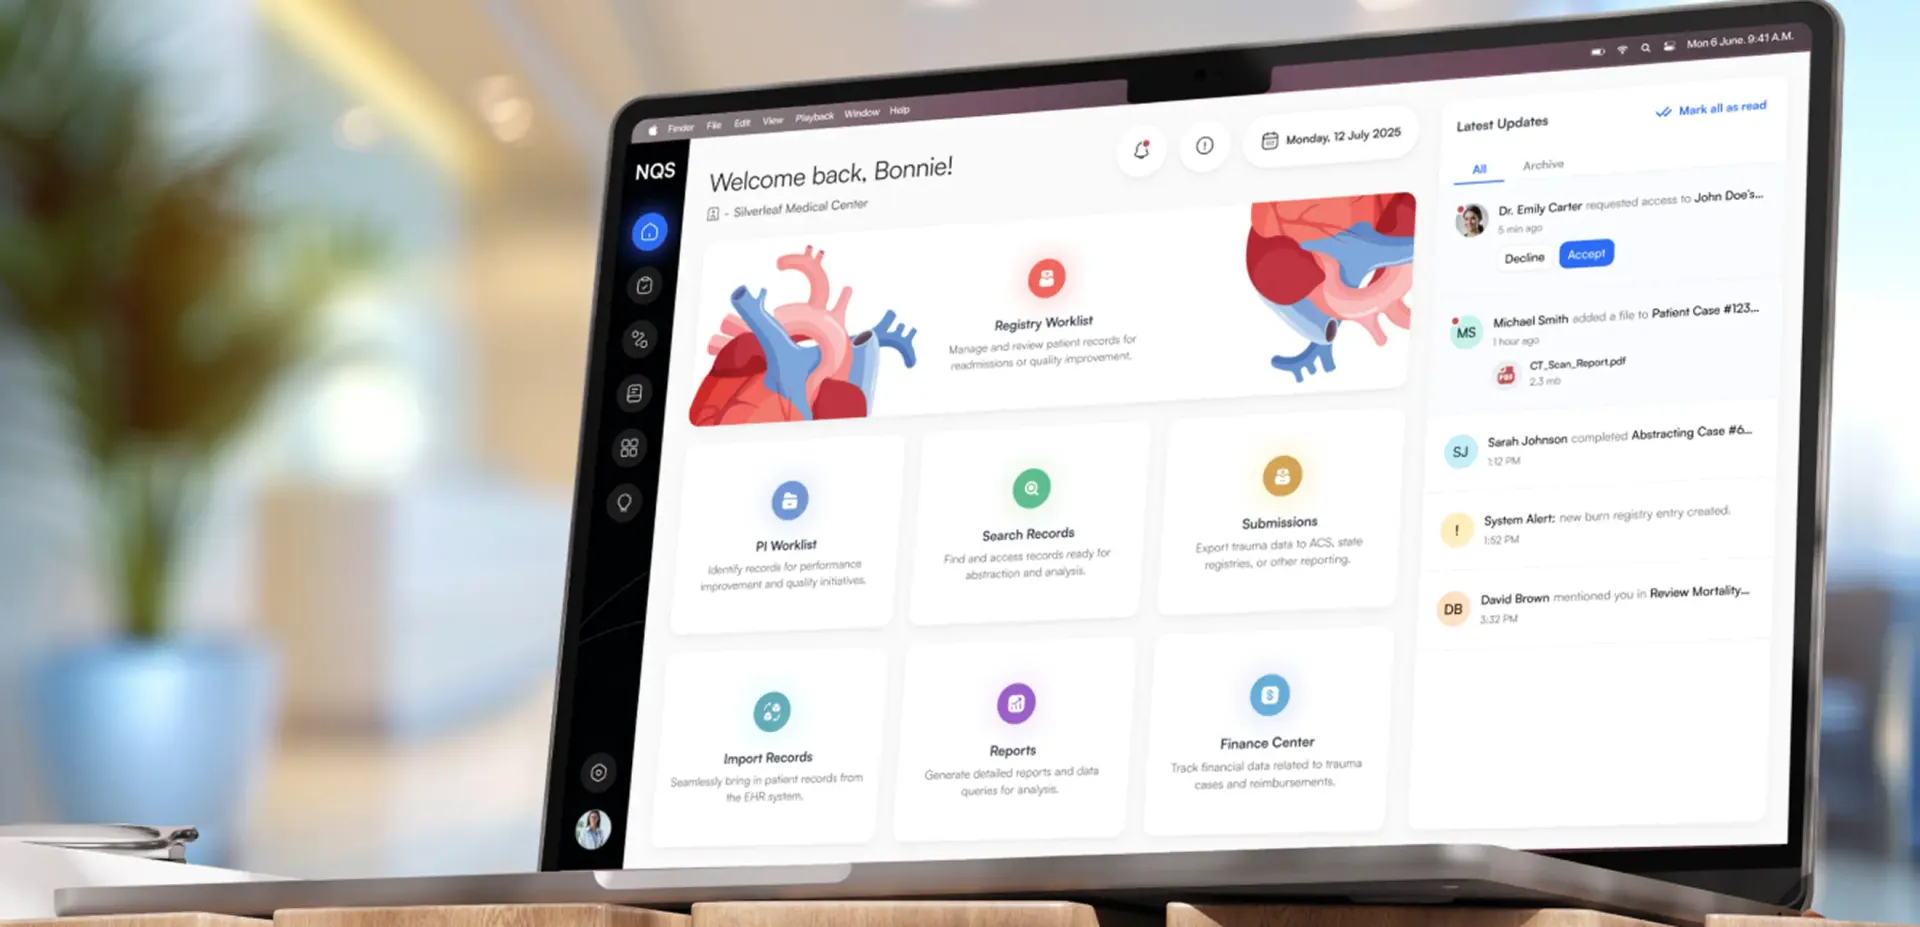 Finder File Edit View Playback Window Help
Mon 6 June. 9:41 A.M.
NQS
Welcome back, Bonnie!
- Silverleaf Medical Center
Monday, 12 July 2025
Registry Worklist
Manage and review patient records for
readmissions or quality improvement.
PI Worklist
Identify records for performance
improvement and quality initiatives.
Search Records
Find and access records ready for
abstraction and analysis.
Submissions
Export trauma data to ACS, state
registries, or other reporting.
Import Records
Seamlessly bring in patient records from
the EHR system.
Reports
Generate detailed reports and data
queries for analysis.
Finance Center
Track financial data related to trauma
cases and reimbursements.
Latest Updates
Mark all as read
All Archive
Dr. Emily Carter requested access to John Doe's...
5 min ago
Decline Accept
MS
Michael Smith added a file to Patient Case #123...
1 hour ago
PDF
CT_Scan_Report.pdf
2.3 mb
SJ
Sarah Johnson completed Abstracting Case #6...
1:12 PM
!
System Alert: new burn registry entry created.
1:52 PM
DB
David Brown mentioned you in Review Mortality...
3:32 PM